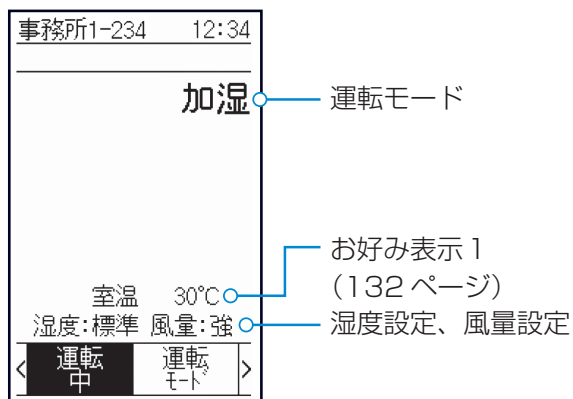 事務所1-234 12:34
加湿
運転モード
お好み表示1
(132 ページ)
室温 30℃
湿度設定、風量設定
湿度:標準 風量:強
< 運転中 運転ﾓｰﾄﾞ >